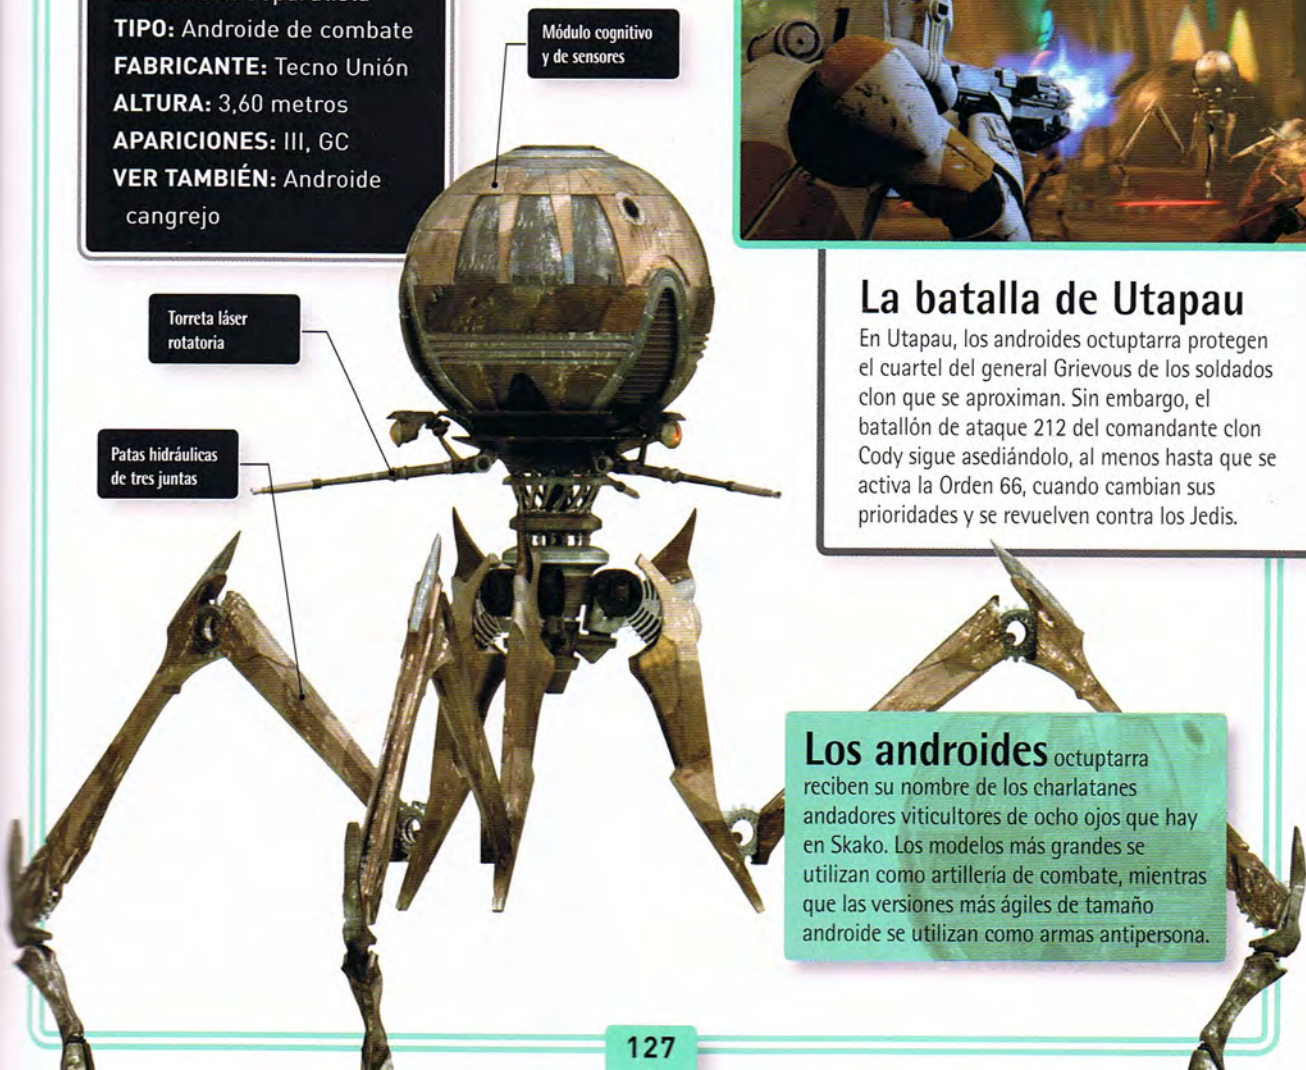 TIPO: Androide de combate
FABRICANTE: Tecno Unión
ALTURA: 3,60 metros
APARICIONES: III, GC
VER TAMBIÉN: Androide
cangrejo
Módulo cognitivo
y de sensores
Torreta láser
rotatoria
Patas hidráulicas
de tres juntas
La batalla de Utapau
En Utapau, los androides octuptarra protegen
el cuartel del general Grievous de los soldados
clon que se aproximan. Sin embargo, el
batallón de ataque 212 del comandante clon
Cody sigue asediándolo, al menos hasta que se
activa la Orden 66, cuando cambian sus
prioridades y se revuelven contra los Jedis.
Los androides octuptarra
reciben su nombre de los charlatanes
andadores viticultores de ocho ojos que hay
en Skako. Los modelos más grandes se
utilizan como artillería de combate, mientras
que las versiones más ágiles de tamaño
androide se utilizan como armas antipersona.
127